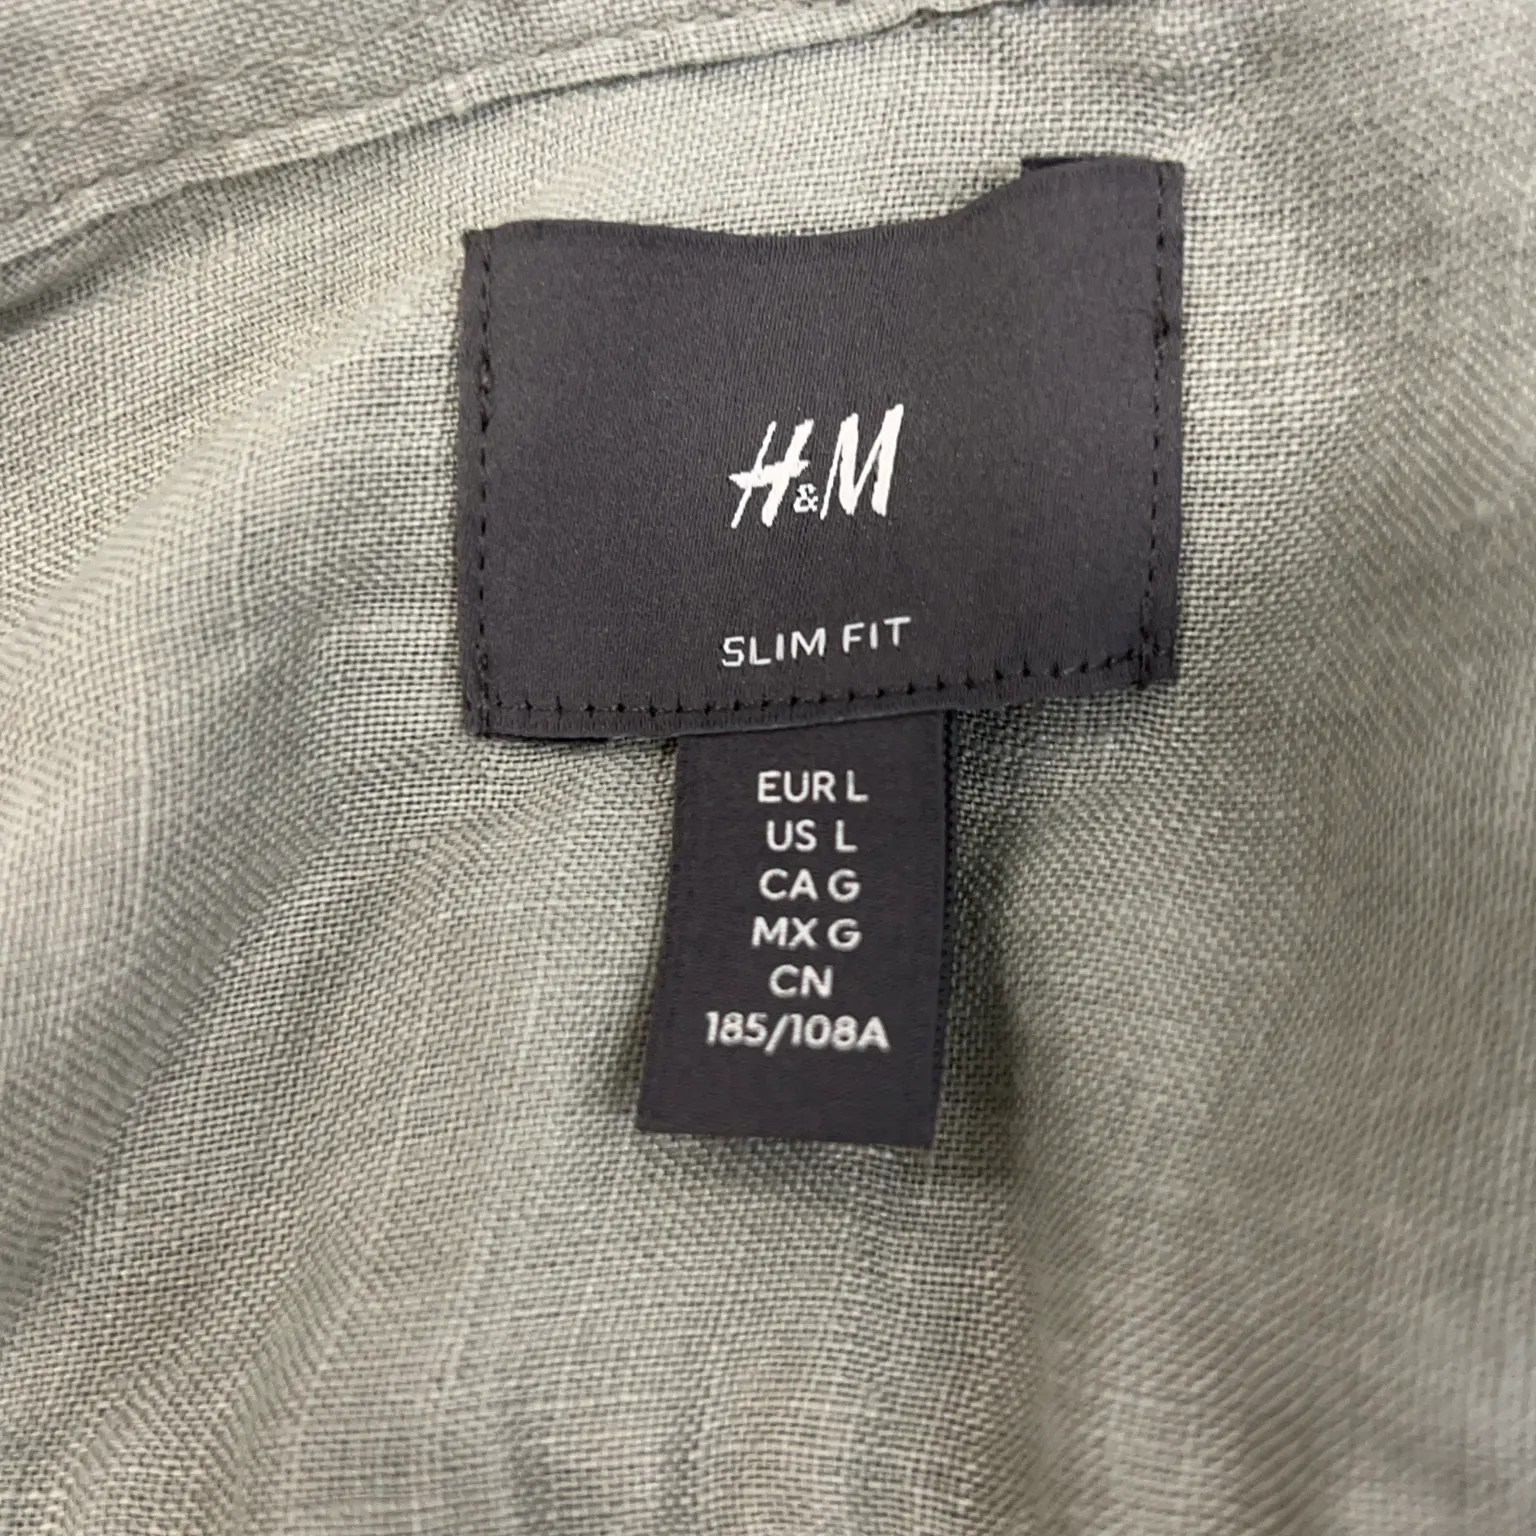 H&M
SLIM FIT
EUR L
US L
CA G
MX G
CN
185/108A